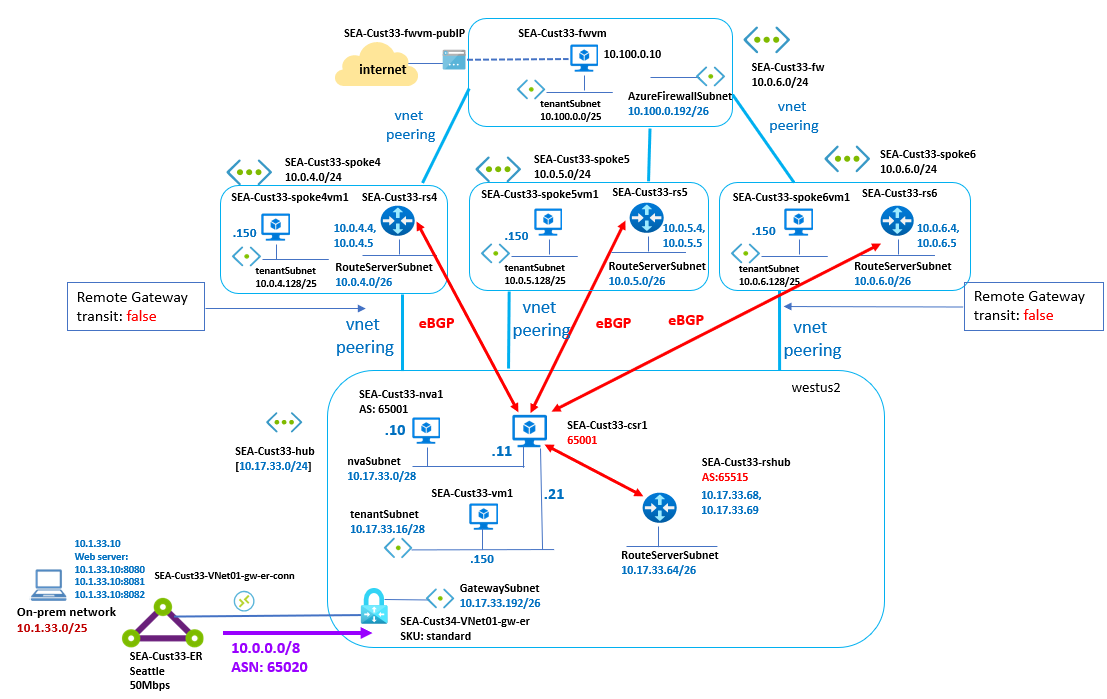 SEA-Cust33-fwvm-pubIP
internet
SEA-Cust33-fwvm
10.100.0.10
tenantSubnet
10.100.0.0/25
AzureFirewallSubnet
10.100.0.192/26
SEA-Cust33-fw
10.0.6.0/24
vnet
peering
vnet
peering
SEA-Cust33-spoke4
10.0.4.0/24
SEA-Cust33-spoke5
10.0.5.0/24
SEA-Cust33-spoke6
10.0.6.0/24
SEA-Cust33-spoke4vm1
.150
tenantSubnet
10.0.4.128/25
SEA-Cust33-rs4
10.0.4.4,
10.0.4.5
RouteServerSubnet
10.0.4.0/26
SEA-Cust33-spoke5vm1
.150
tenantSubnet
10.0.5.128/25
SEA-Cust33-rs5
10.0.5.4,
10.0.5.5
RouteServerSubnet
10.0.5.0/26
SEA-Cust33-spoke6vm1
.150
tenantSubnet
10.0.6.128/25
SEA-Cust33-rs6
10.0.6.4,
10.0.6.5
RouteServerSubnet
10.0.6.0/26
Remote Gateway
transit: false
vnet
peering
eBGP
vnet
peering
eBGP
eBGP
vnet
peering
Remote Gateway
transit: false
westus2
SEA-Cust33-hub
[10.17.33.0/24]
SEA-Cust33-nva1
AS: 65001
.10
nvaSubnet
10.17.33.0/28
.11
SEA-Cust33-csr1
65001
.21
SEA-Cust33-rshub
AS:65515
10.17.33.68,
10.17.33.69
RouteServerSubnet
10.17.33.64/26
SEA-Cust33-vm1
tenantSubnet
10.17.33.16/28
.150
GatewaySubnet
10.17.33.192/26
SEA-Cust34-VNet01-gw-er
SKU: standard
10.1.33.10
Web server:
10.1.33.10:8080
10.1.33.10:8081
10.1.33.10:8082
On-prem network
10.1.33.0/25
SEA-Cust33-VNet01-gw-er-conn
10.0.0.0/8
ASN: 65020
SEA-Cust33-ER
Seattle
50Mbps